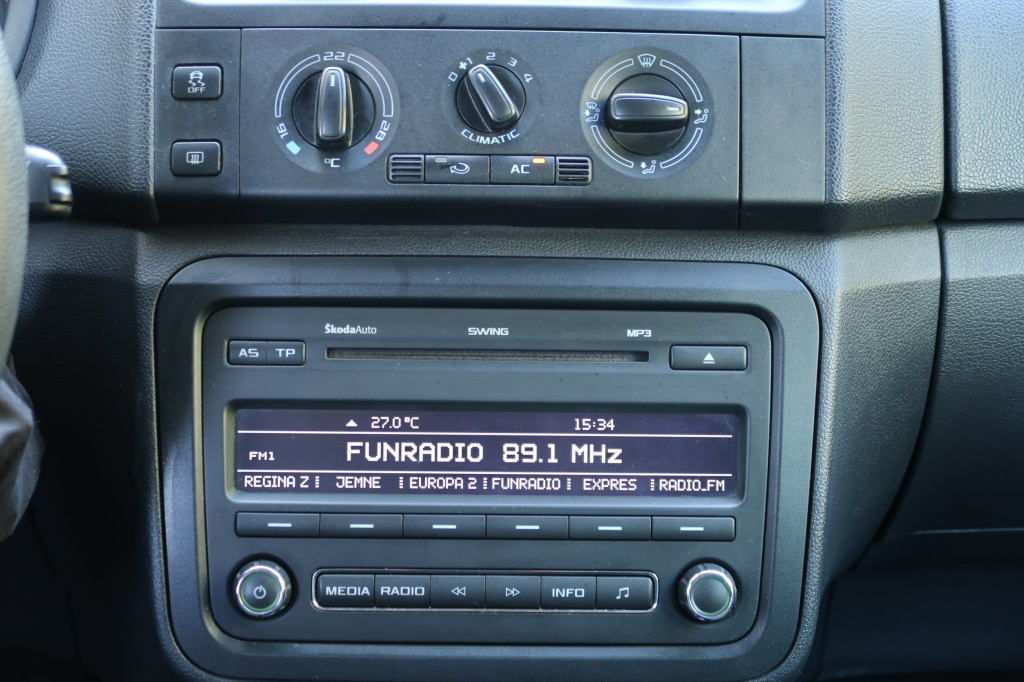 OFF
22
16
28
°C
0 1 2 3 4
CLIMATIC
AC
ŠkodaAuto SWING MP3
AS TP
27.0°C 15:34
FM1 FUNRADIO 89.1 MHz
REGINA Z JEMNE EUROPA 2 FUNRADIO EXPRES RADIO_FM
MEDIA RADIO INFO